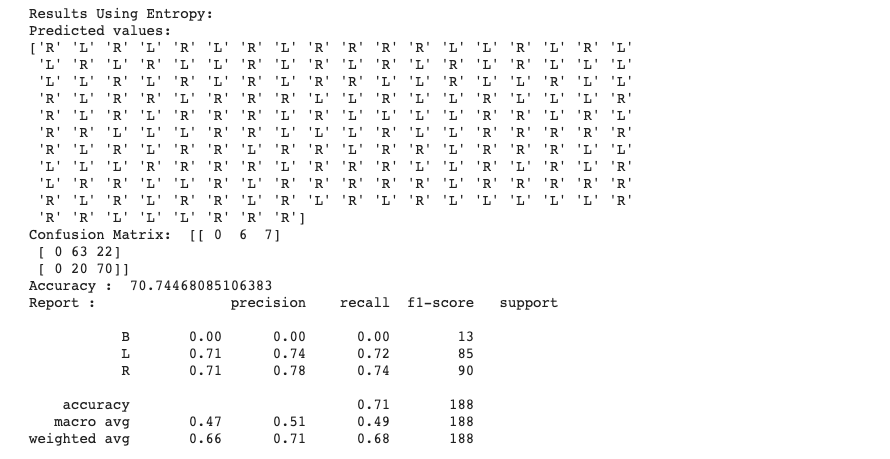 Results Using Entropy:
Predicted values:
['R' 'L' 'R' 'L' 'R' 'L' 'R' 'L' 'R' 'R' 'R' 'R' 'L' 'L' 'R' 'L' 'R' 'L'
'L' 'R' 'L' 'R' 'L' 'R' 'L' 'R' 'L' 'R' 'L' 'R' 'L' 'R' 'L' 'L' 'L' 'R'
'L' 'L' 'R' 'L' 'R' 'L' 'R' 'L' 'R' 'L' 'L' 'R' 'L' 'L' 'L' 'R' 'L' 'L'
'R' 'L' 'R' 'R' 'L' 'R' 'R' 'R' 'L' 'L' 'R' 'L' 'L' 'R' 'L' 'L' 'L' 'R'
'R' 'L' 'R' 'L' 'R' 'R' 'R' 'L' 'R' 'L' 'L' 'L' 'L' 'R' 'R' 'L' 'R' 'L'
'R' 'R' 'L' 'L' 'L' 'R' 'R' 'L' 'L' 'L' 'R' 'L' 'L' 'R' 'R' 'R' 'R' 'R'
'R' 'L' 'R' 'R' 'L' 'R' 'R' 'L' 'R' 'R' 'L' 'R' 'R' 'R' 'L' 'R' 'L' 'L'
'L' 'L' 'L' 'R' 'R' 'R' 'R' 'L' 'R' 'R' 'R' 'L' 'L' 'R' 'L' 'R' 'L' 'R'
'L' 'R' 'R' 'L' 'L' 'R' 'L' 'R' 'R' 'R' 'R' 'R' 'L' 'R' 'R' 'R' 'R' 'R'
'R' 'L' 'R' 'L' 'R' 'R' 'L' 'R' 'L' 'R' 'L' 'R' 'L' 'L' 'L' 'L' 'L' 'R'
'R' 'R' 'L' 'L' 'L' 'R' 'R' 'R']
Confusion Matrix:  [[ 0  6  7]
[ 0 63 22]
[ 0 20 70]]
Accuracy :  70.74468085106383
Report :                precision    recall  f1-score   support
B       0.00      0.00      0.00        13
L       0.71      0.74      0.72        85
R       0.71      0.78      0.74        90
accuracy                           0.71       188
macro avg       0.47      0.51      0.49       188
weighted avg       0.66      0.71      0.68       188